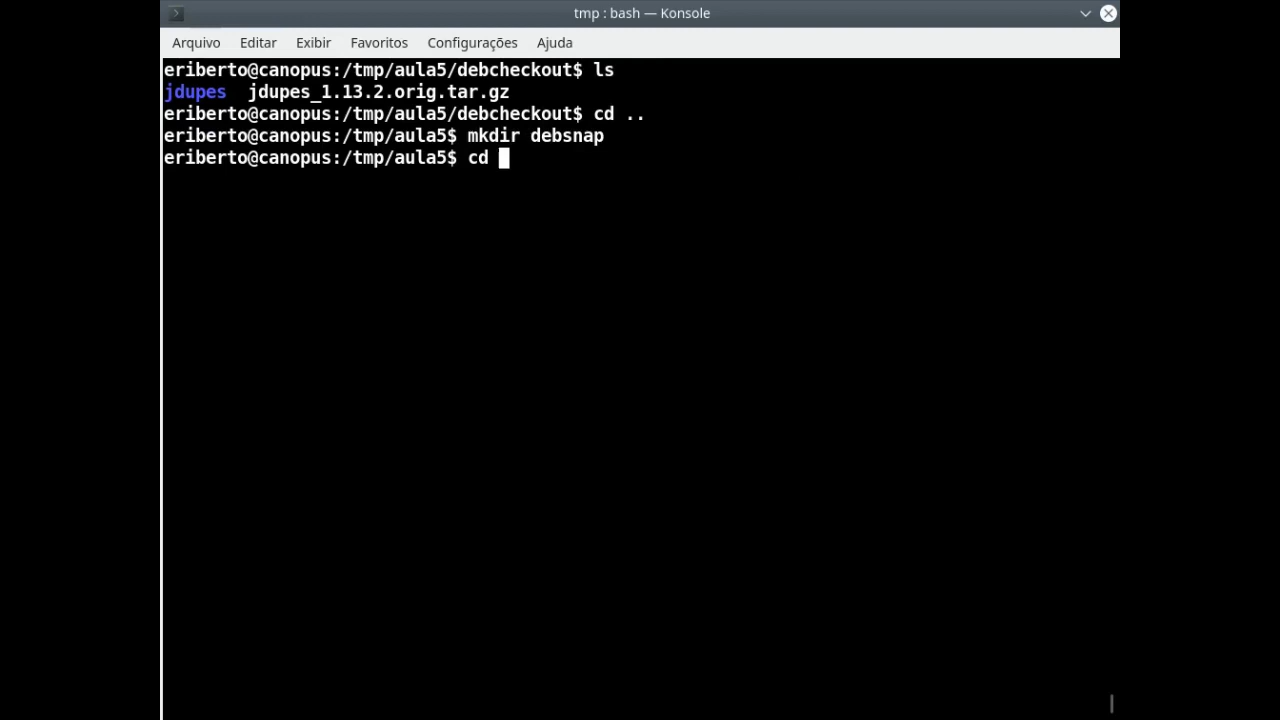 tmp : bash — Konsole
Arquivo Editar Exibir Favoritos Configurações Ajuda
eriberto@canopus:/tmp/aula5/debcheckout$ ls
jdupes  jdupes_1.13.2.orig.tar.gz
eriberto@canopus:/tmp/aula5/debcheckout$ cd ..
eriberto@canopus:/tmp/aula5$ mkdir debsnap
eriberto@canopus:/tmp/aula5$ cd